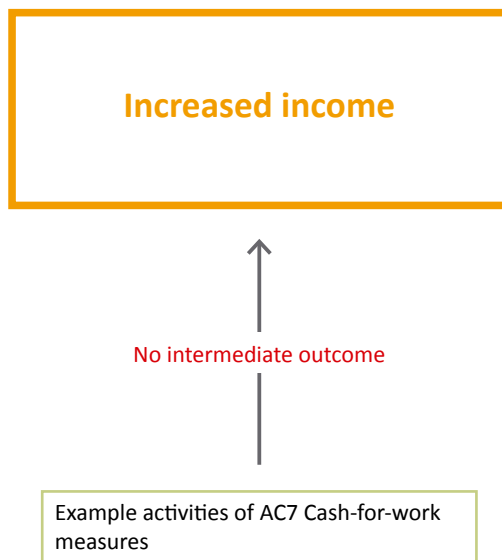 Increased income
No intermediate outcome
Example activities of AC7 Cash-for-work
measures